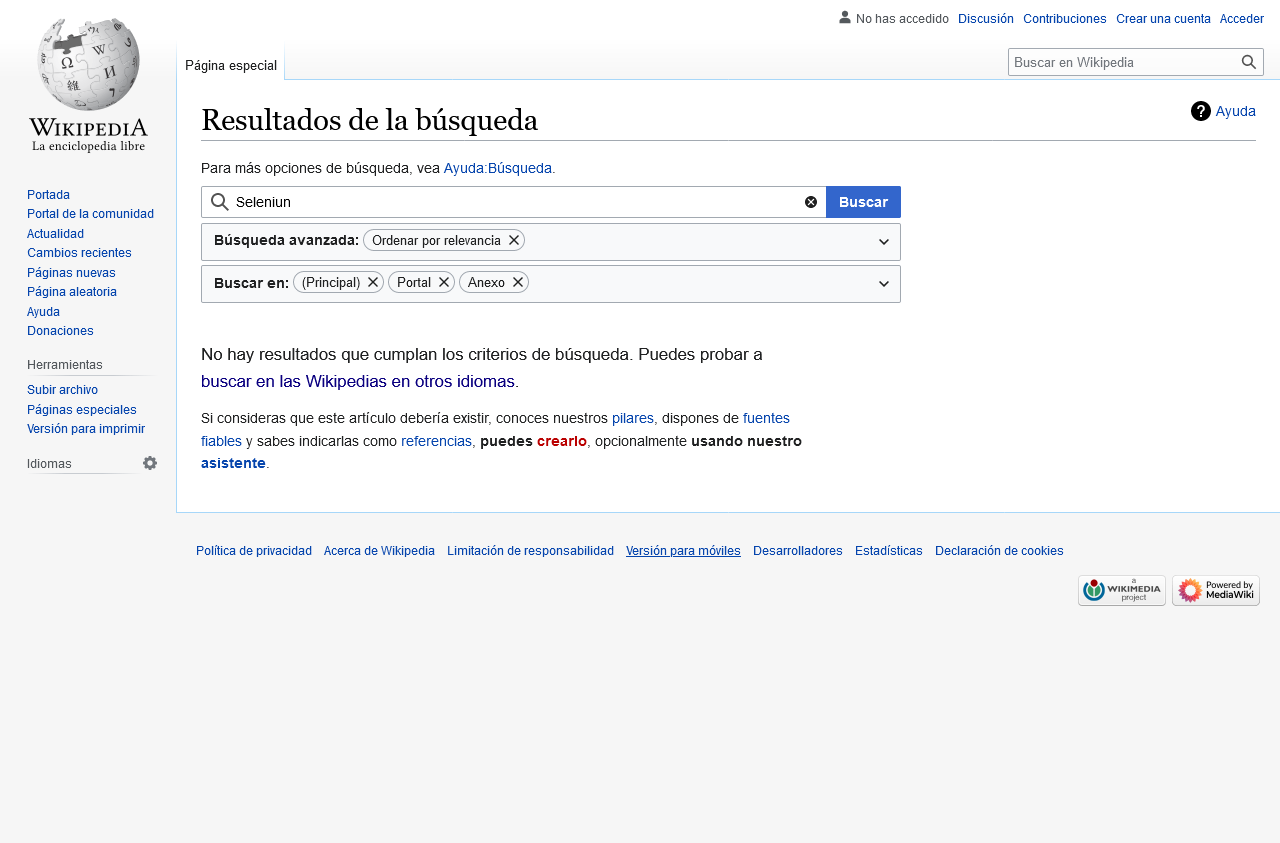 No has accedido Discusión Contribuciones Crear una cuenta Acceder
Página especial
Buscar en Wikipedia
WIKIPEDIA
La enciclopedia libre
Resultados de la búsqueda
Ayuda
Para más opciones de búsqueda, vea Ayuda:Búsqueda.
Seleniun
Buscar
Búsqueda avanzada: Ordenar por relevancia
Buscar en: (Principal) Portal Anexo
No hay resultados que cumplan los criterios de búsqueda. Puedes probar a
buscar en las Wikipedias en otros idiomas.
Si consideras que este artículo debería existir, conoces nuestros pilares, dispones de fuentes
fiables y sabes indicarlas como referencias, puedes crearlo, opcionalmente usando nuestro
asistente.
Portada
Portal de la comunidad
Actualidad
Cambios recientes
Páginas nuevas
Página aleatoria
Ayuda
Donaciones
Herramientas
Subir archivo
Páginas especiales
Versión para imprimir
Idiomas
Política de privacidad Acerca de Wikipedia Limitación de responsabilidad Versión para móviles Desarrolladores Estadísticas Declaración de cookies
a
WIKIMEDIA
project
Powered by
MediaWiki